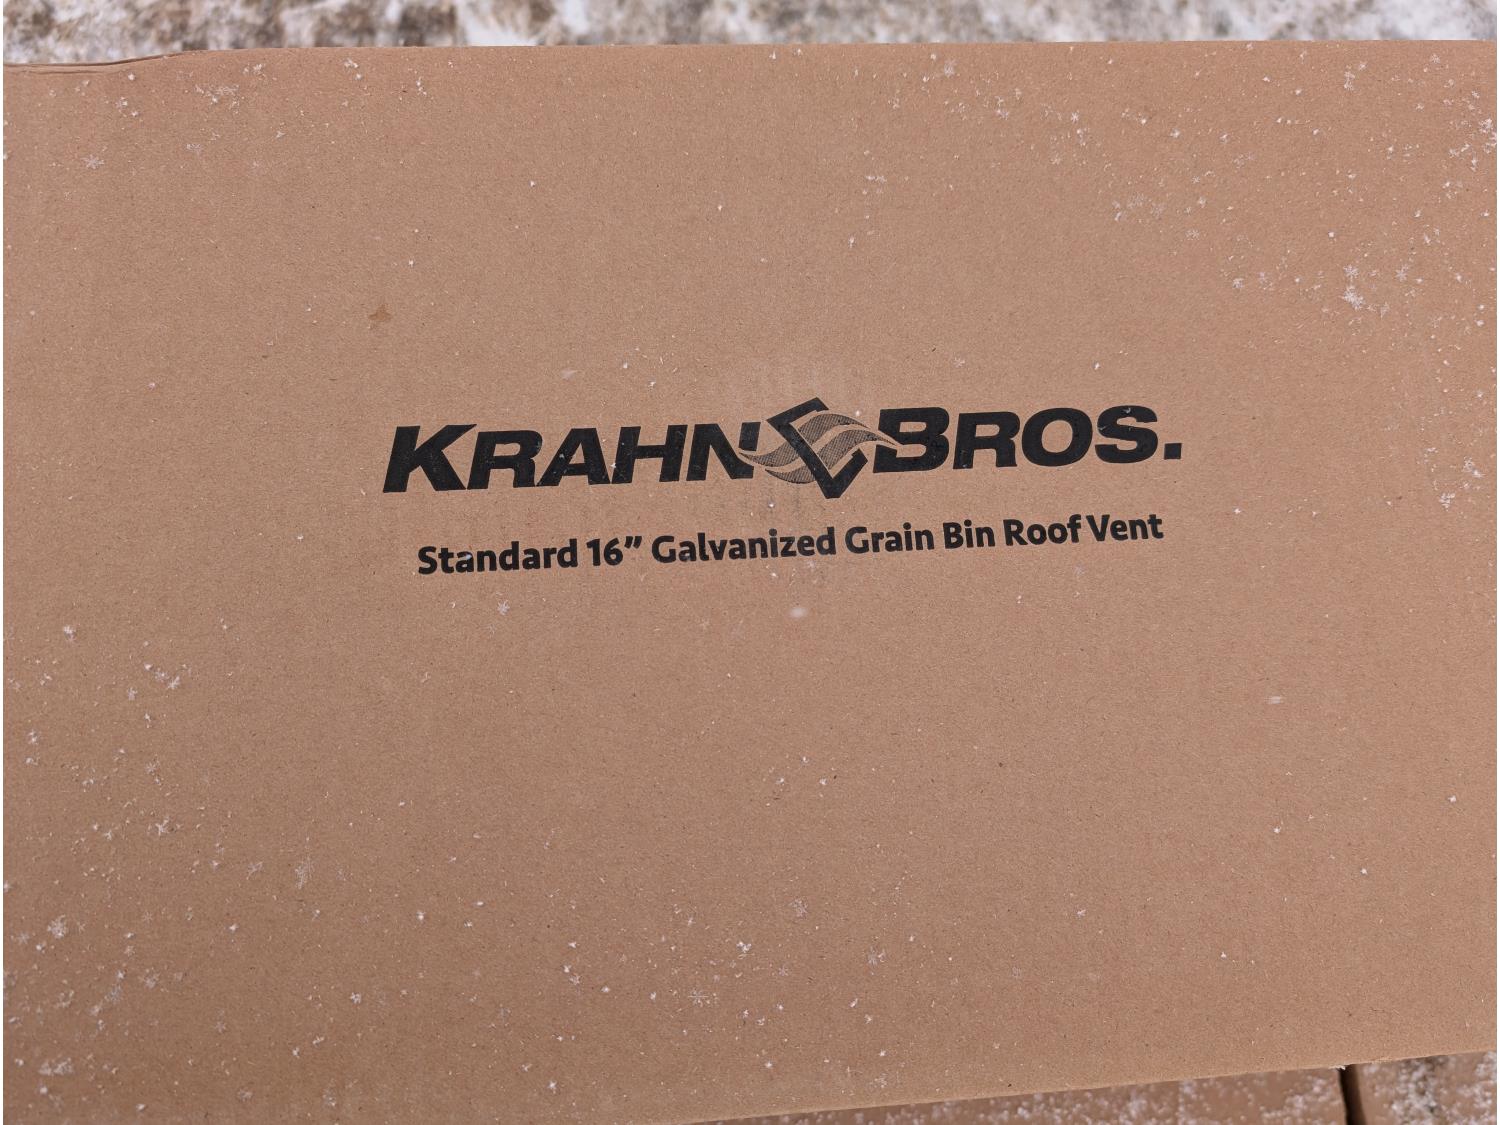 KRAHN BROS.
Standard 16” Galvanized Grain Bin Roof Vent